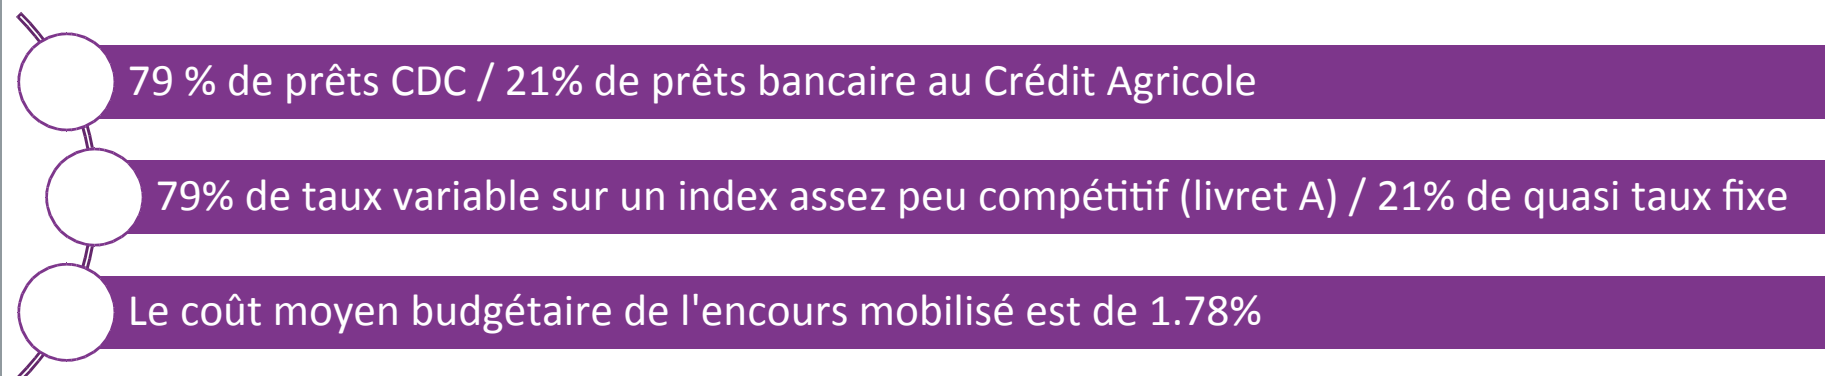 79 % de prêts CDC / 21% de prêts bancaire au Crédit Agricole
79% de taux variable sur un index assez peu compétitif (livret A) / 21% de quasi taux fixe
Le coût moyen budgétaire de l'encours mobilisé est de 1.78%